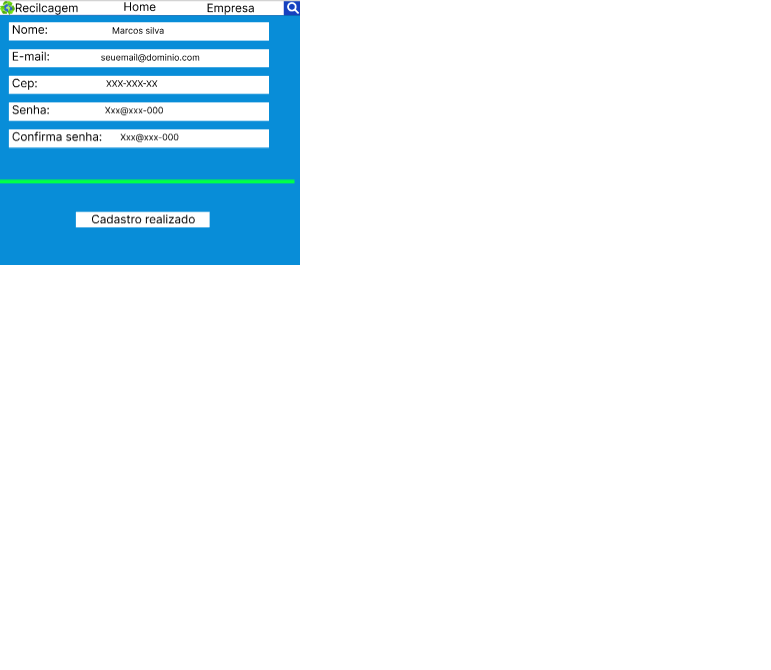 Recilcagem Home Empresa
Nome: Marcos silva
E-mail: seuemail@dominio.com
Cep: XXX-XXX-XX
Senha: Xxx@xxx-000
Confirma senha: Xxx@xxx-000
Cadastro realizado